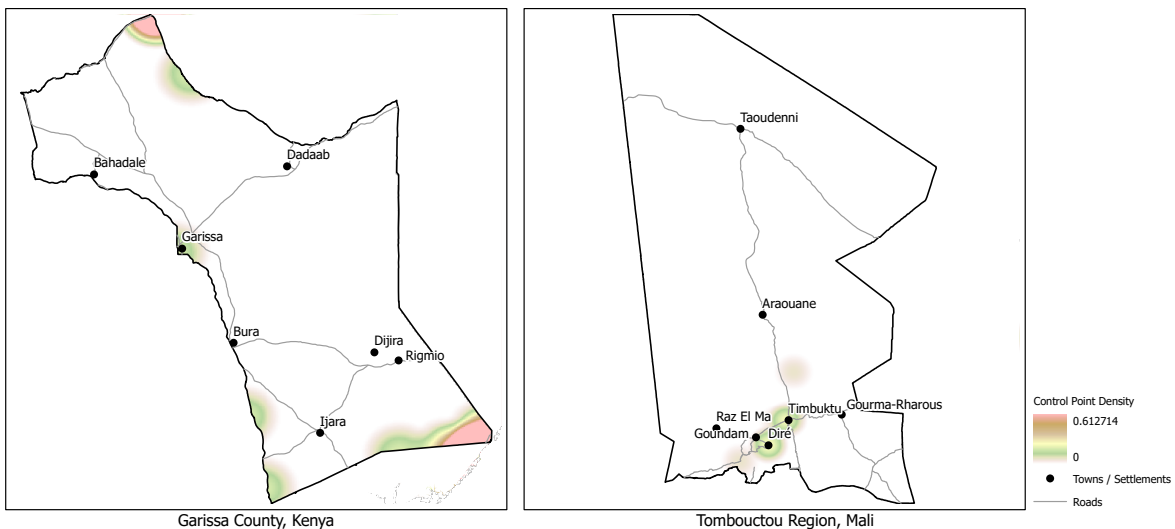 Bahadale
Dadaab
Garissa
Bura
Dijira
Rigmio
Ijara
Garissa County, Kenya
Taoudenni
Araouane
Raz El Ma
Timbuktu
Gourma-Rharous
Goundam
Diré
Tombouctou Region, Mali
Control Point Density
0.612714
0
Towns / Settlements
Roads